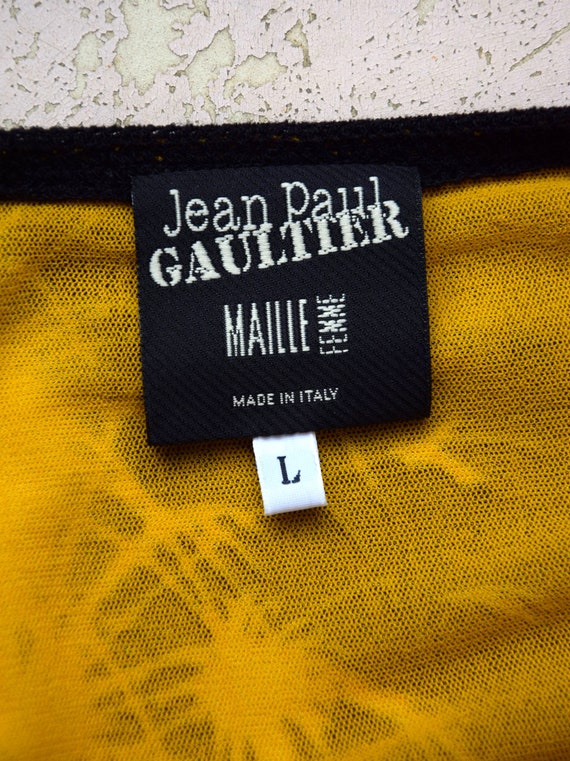 Jean Paul
GAULTIER
MAILLE FEMME
MADE IN ITALY
L